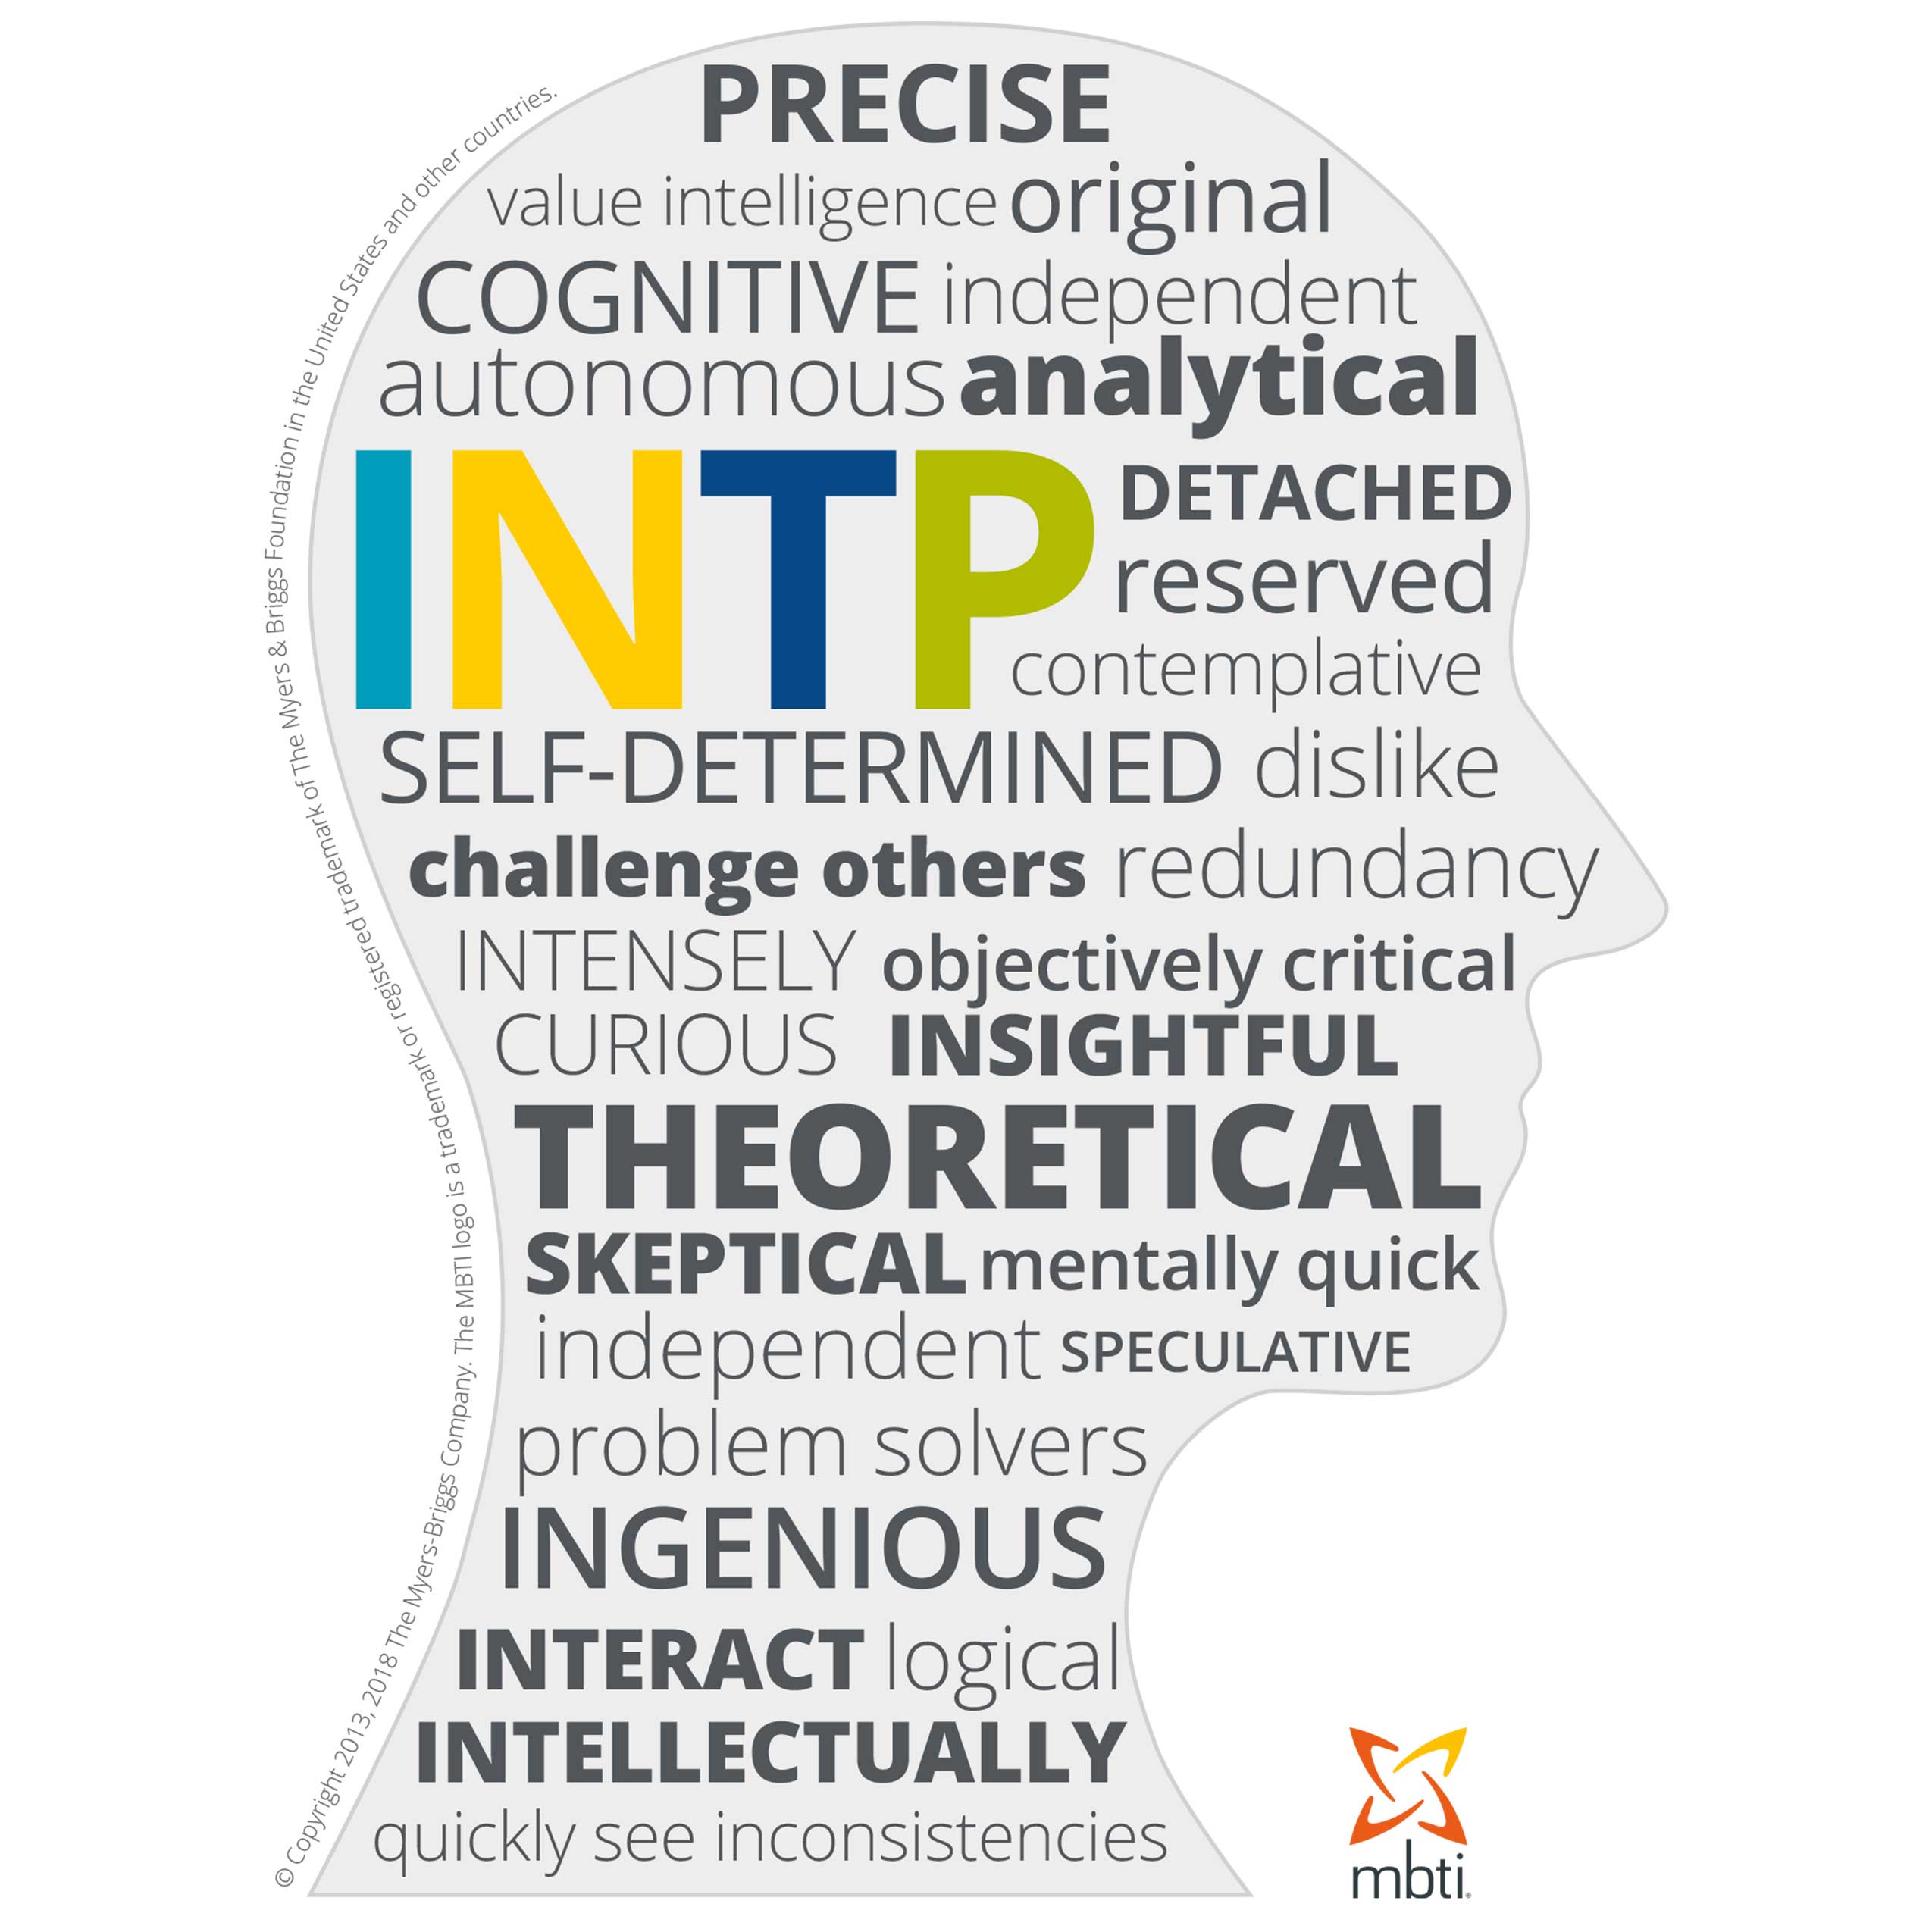 PRECISE
value intelligence original
COGNITIVE independent
autonomous analytical
INTP
DETACHED
reserved
contemplative
SELF-DETERMINED dislike
challenge others redundancy
INTENSELY objectively critical
CURIOUS INSIGHTFUL
THEORETICAL
SKEPTICAL mentally quick
independent SPECULATIVE
problem solvers
INGENIOUS
INTERACT logical
INTELLECTUALLY
quickly see inconsistencies
© Copyright 2013, 2018 The Myers-Briggs Company. The MBTI logo is a trademark or registered trademark of The Myers & Briggs Foundation in the United States and other countries.
mbti®